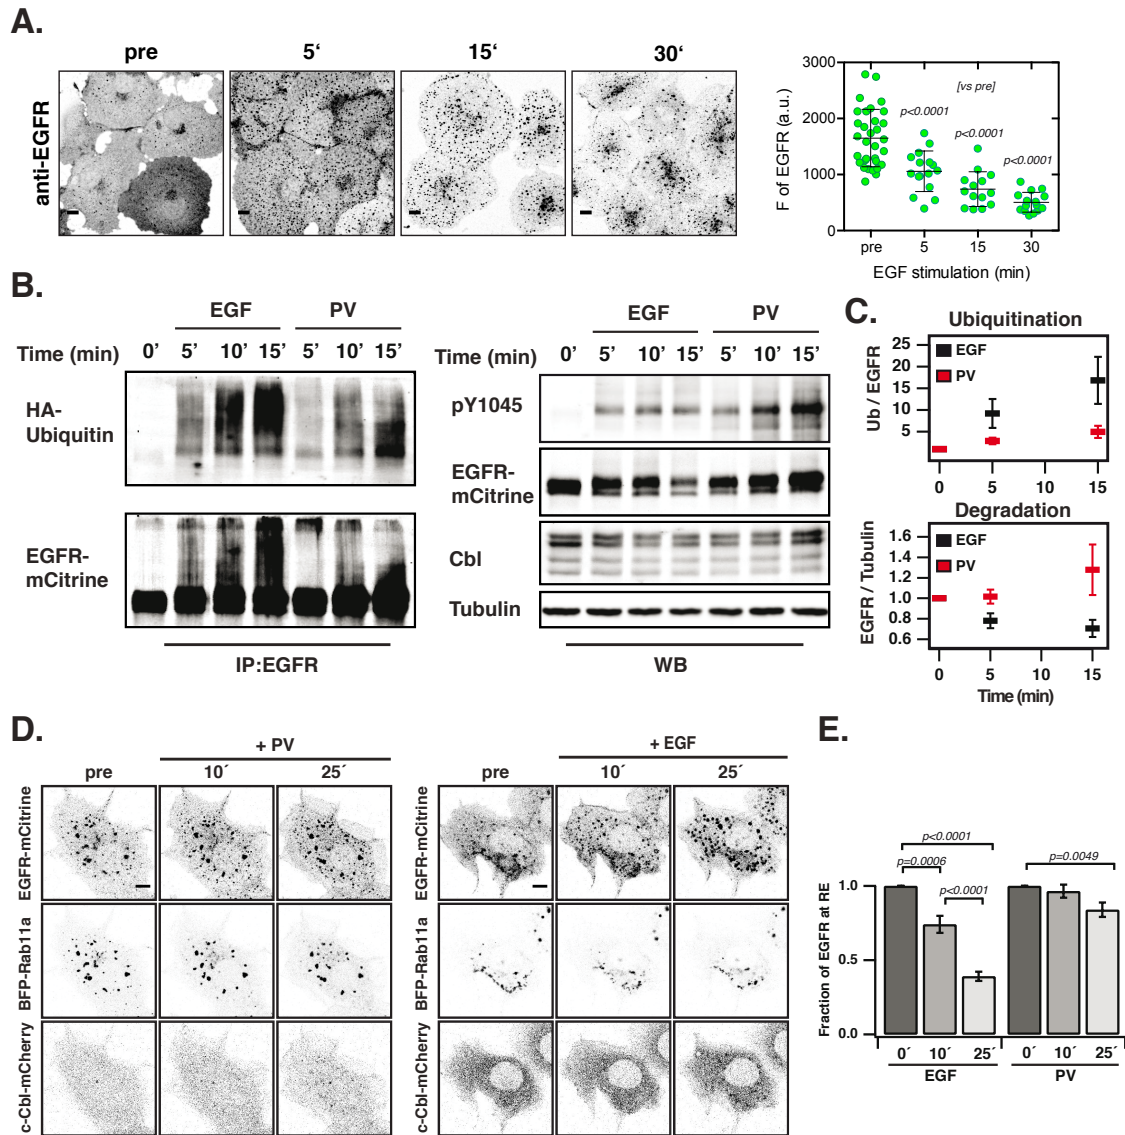 A.
pre 5‘ 15‘ 30‘
anti-EGFR
F of EGFR (a.u.)
3000
2000
1000
0
[vs pre]
p<0.0001
p<0.0001
p<0.0001
pre 5 15 30
EGF stimulation (min)
B.
EGF PV
Time (min) 0’ 5’ 10’ 15’ 5’ 10’ 15’
HA-
Ubiquitin
EGFR-
mCitrine
IP:EGFR
EGF PV
Time (min) 0’ 5’ 10’ 15’ 5’ 10’ 15’
pY1045
EGFR-
mCitrine
Cbl
Tubulin
WB
C.
Ubiquitination
Ub / EGFR
25
20
15
10
5
EGF
PV
0 5 10 15
Degradation
EGFR / Tubulin
1.6
1.4
1.2
1.0
0.8
0.6
EGF
PV
0 5 10 15
Time (min)
D.
+ PV
pre 10´ 25´
EGFR-mCitrine
BFP-Rab11a
c-Cbl-mCherry
+ EGF
pre 10´ 25´
EGFR-mCitrine
BFP-Rab11a
c-Cbl-mCherry
E.
p<0.0001
p=0.0006
p<0.0001
p=0.0049
Fraction of EGFR at RE
1.0
0.5
0.0
0´ 10´ 25´ 0´ 10´ 25´
EGF PV